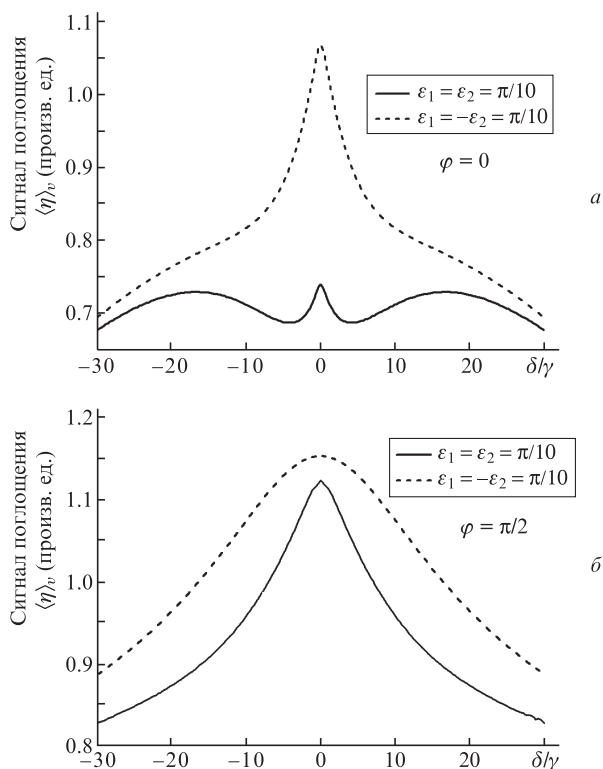 Сигнал поглощения
⟨η⟩ᵥ (произв. ед.)
1.1
1.0
0.9
0.8
0.7
ε₁ = ε₂ = π/10
ε₁ = −ε₂ = π/10
φ = 0
а
−30
−20
−10
0
10
20
δ/γ
Сигнал поглощения
⟨η⟩ᵥ (произв. ед.)
1.2
1.1
1.0
0.9
0.8
ε₁ = ε₂ = π/10
ε₁ = −ε₂ = π/10
φ = π/2
б
−30
−20
−10
0
10
20
δ/γ